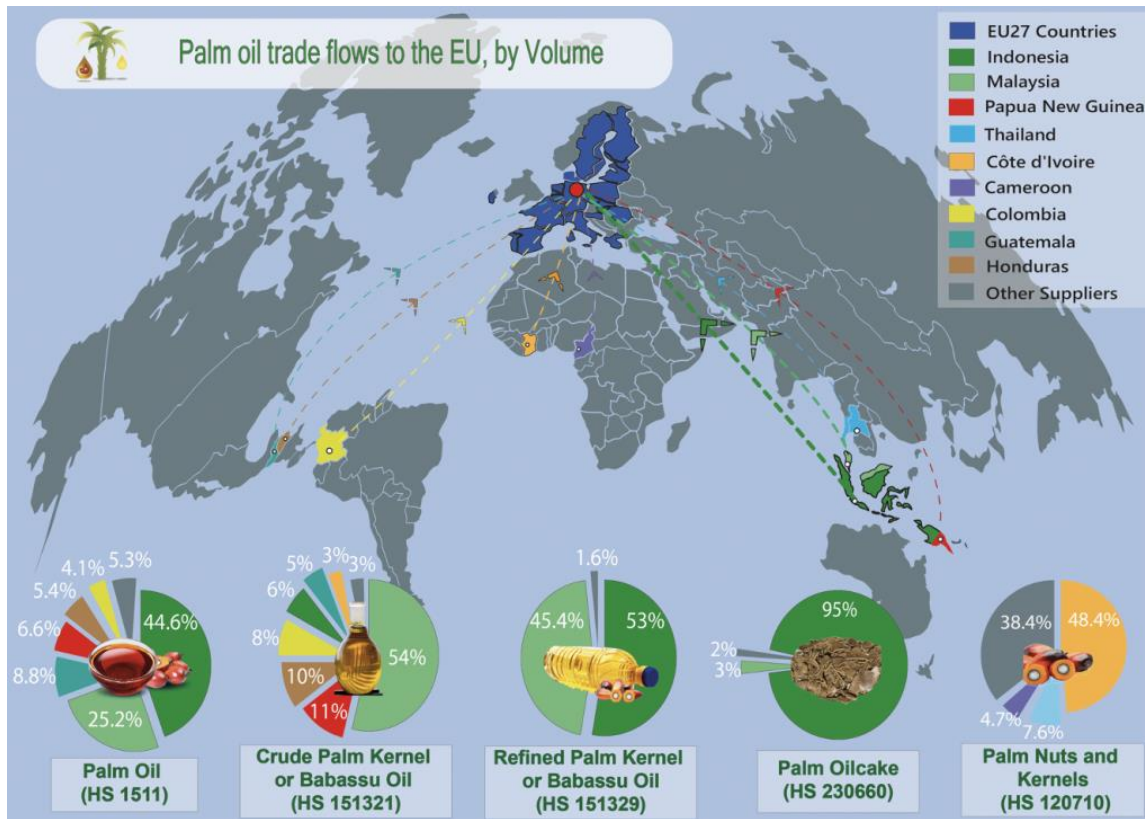 Palm oil trade flows to the EU, by Volume
EU27 Countries
Indonesia
Malaysia
Papua New Guinea
Thailand
Côte d'Ivoire
Cameroon
Colombia
Guatemala
Honduras
Other Suppliers
5.3%
4.1%
5.4%
6.6%
8.8%
25.2%
44.6%
Palm Oil
(HS 1511)
3%
3%
5%
6%
8%
10%
11%
54%
Crude Palm Kernel
or Babassu Oil
(HS 151321)
1.6%
45.4%
53%
Refined Palm Kernel
or Babassu Oil
(HS 151329)
95%
2%
3%
Palm Oilcake
(HS 230660)
38.4%
48.4%
4.7%
7.6%
Palm Nuts and
Kernels
(HS 120710)